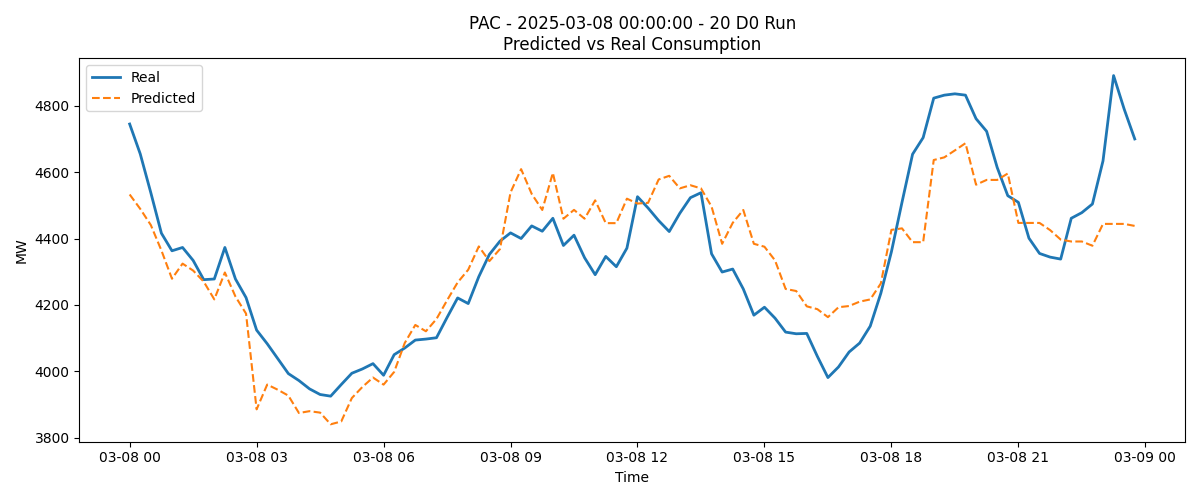 PAC - 2025-03-08 00:00:00 - 20 D0 Run
Predicted vs Real Consumption
Real
Predicted
MW
4800
4600
4400
4200
4000
3800
03-08 00
03-08 03
03-08 06
03-08 09
03-08 12
03-08 15
03-08 18
03-08 21
03-09 00
Time